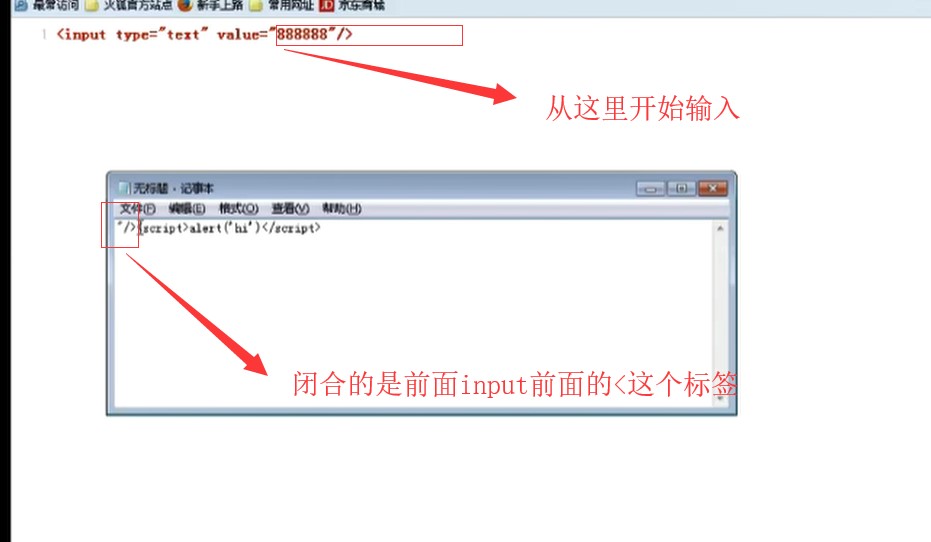 最常访问 火狐官方站点 新手上路 常用网址 JD 京东商城
1 <input type="text" value="888888"/>
从这里开始输入
无标题 - 记事本
文件(F) 编辑(E) 格式(O) 查看(V) 帮助(H)
"/><script>alert('hi')</script>
闭合的是前面input前面的<这个标签